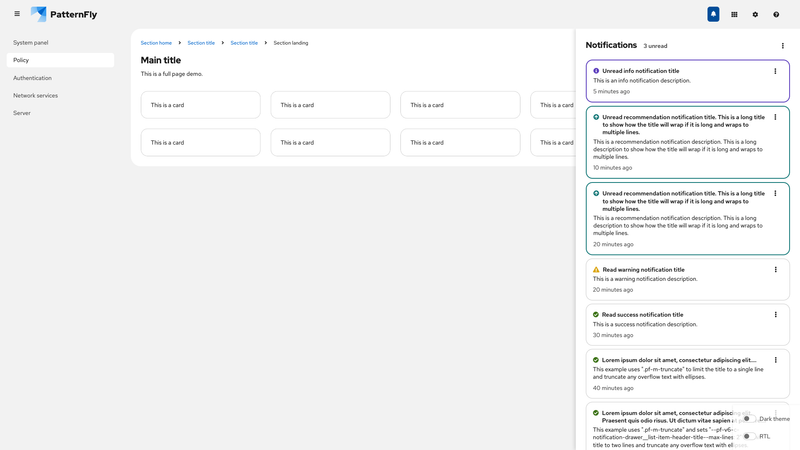 PatternFly
System panel
Policy
Authentication
Network services
Server
Section home
Section title
Section title
Section landing
Main title
This is a full page demo.
This is a card
This is a card
This is a card
This is a card
This is a card
This is a card
Notifications
3 unread
Unread info notification title
This is an info notification description.
5 minutes ago
Unread recommendation notification title. This is a long title
to show how the title will wrap if it is long and wraps to
multiple lines.
This is a recommendation notification description. This is a long
description to show how the title will wrap if it is long and wraps to
multiple lines.
10 minutes ago
Unread recommendation notification title. This is a long title
to show how the title will wrap if it is long and wraps to
multiple lines.
This is a recommendation notification description. This is a long
description to show how the title will wrap if it is long and wraps to
multiple lines.
20 minutes ago
Read warning notification title
This is a warning notification description.
20 minutes ago
Read success notification title
This is a success notification description.
30 minutes ago
Lorem ipsum dolor sit amet, consectetur adipiscing elit....
This example uses ".pf-m-truncate" to limit the title to a single line
and truncate any overflow text with ellipses.
40 minutes ago
Lorem ipsum dolor sit amet, consectetur adipiscing
Praesent quis odio risus. Ut dictum vitae sapien
This example uses ".pf-m-truncate" and sets "--pf-v6-
notification-drawer__list-item-header-title--max-lines
title to two lines and truncate any overflow text with
Dark theme
RTL